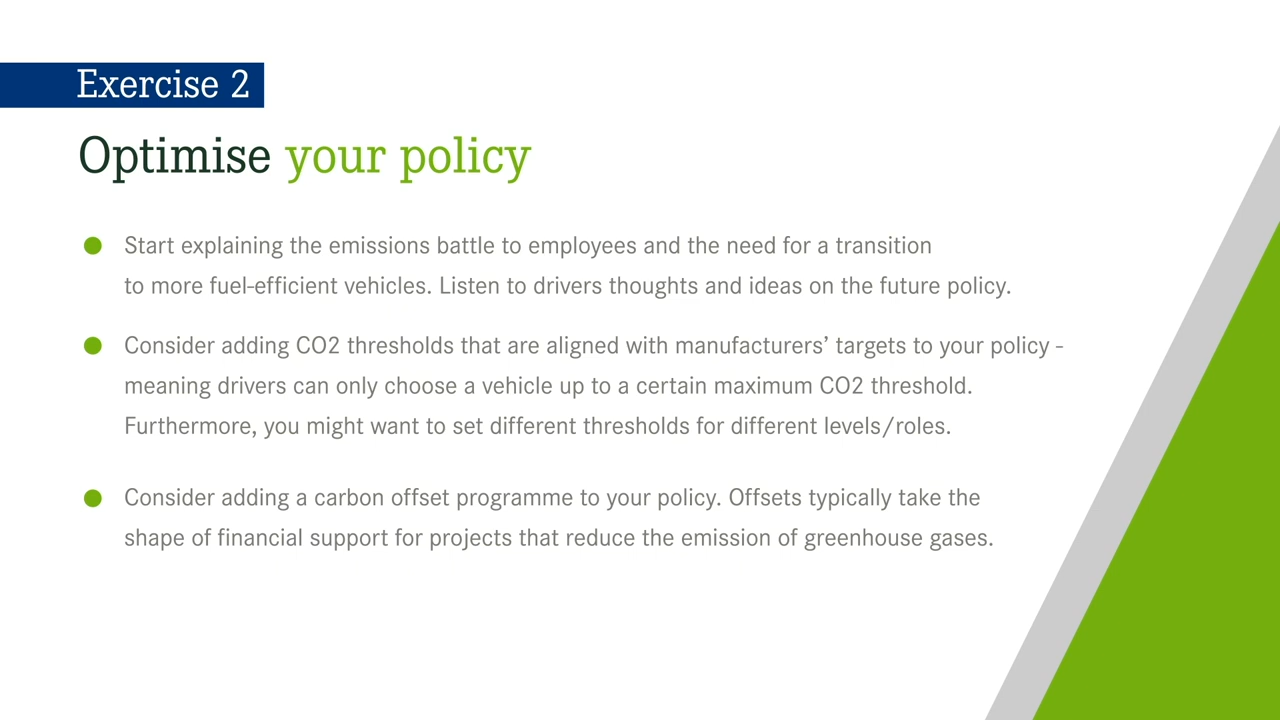 Exercise 2
Optimise your policy
Start explaining the emissions battle to employees and the need for a transition
to more fuel-efficient vehicles. Listen to drivers thoughts and ideas on the future policy.
Consider adding CO2 thresholds that are aligned with manufacturers’ targets to your policy -
meaning drivers can only choose a vehicle up to a certain maximum CO2 threshold.
Furthermore, you might want to set different thresholds for different levels/roles.
Consider adding a carbon offset programme to your policy. Offsets typically take the
shape of financial support for projects that reduce the emission of greenhouse gases.